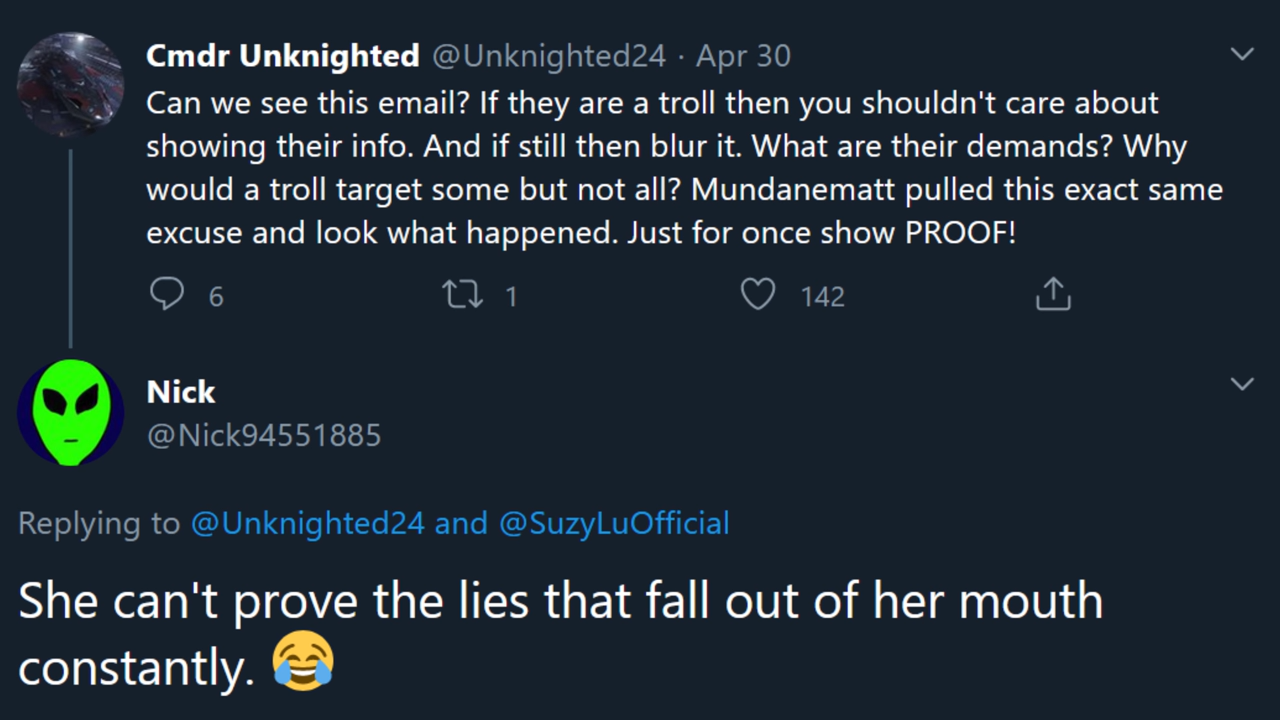 Cmdr Unknighted @Unknighted24 · Apr 30
Can we see this email? If they are a troll then you shouldn't care about
showing their info. And if still then blur it. What are their demands? Why
would a troll target some but not all? Mundanematt pulled this exact same
excuse and look what happened. Just for once show PROOF!
6 1 142
Nick
@Nick94551885
Replying to @Unknighted24 and @SuzyLuOfficial
She can't prove the lies that fall out of her mouth
constantly. 😂